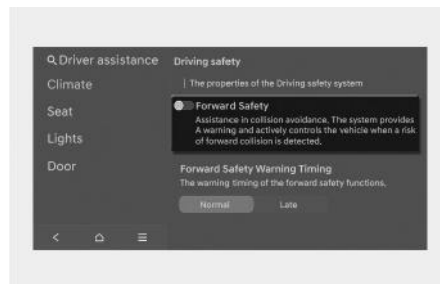 Driver assistance
Climate
Seat
Lights
Door
Driving safety
The properties of the Driving safety system
Forward Safety
Assistance in collision avoidance, The system provides
A warning and actively controls the vehicle when a risk
of forward collision is detected.
Forward Safety Warning Timing
The warning timing of the forward safety functions.
Normal
Late